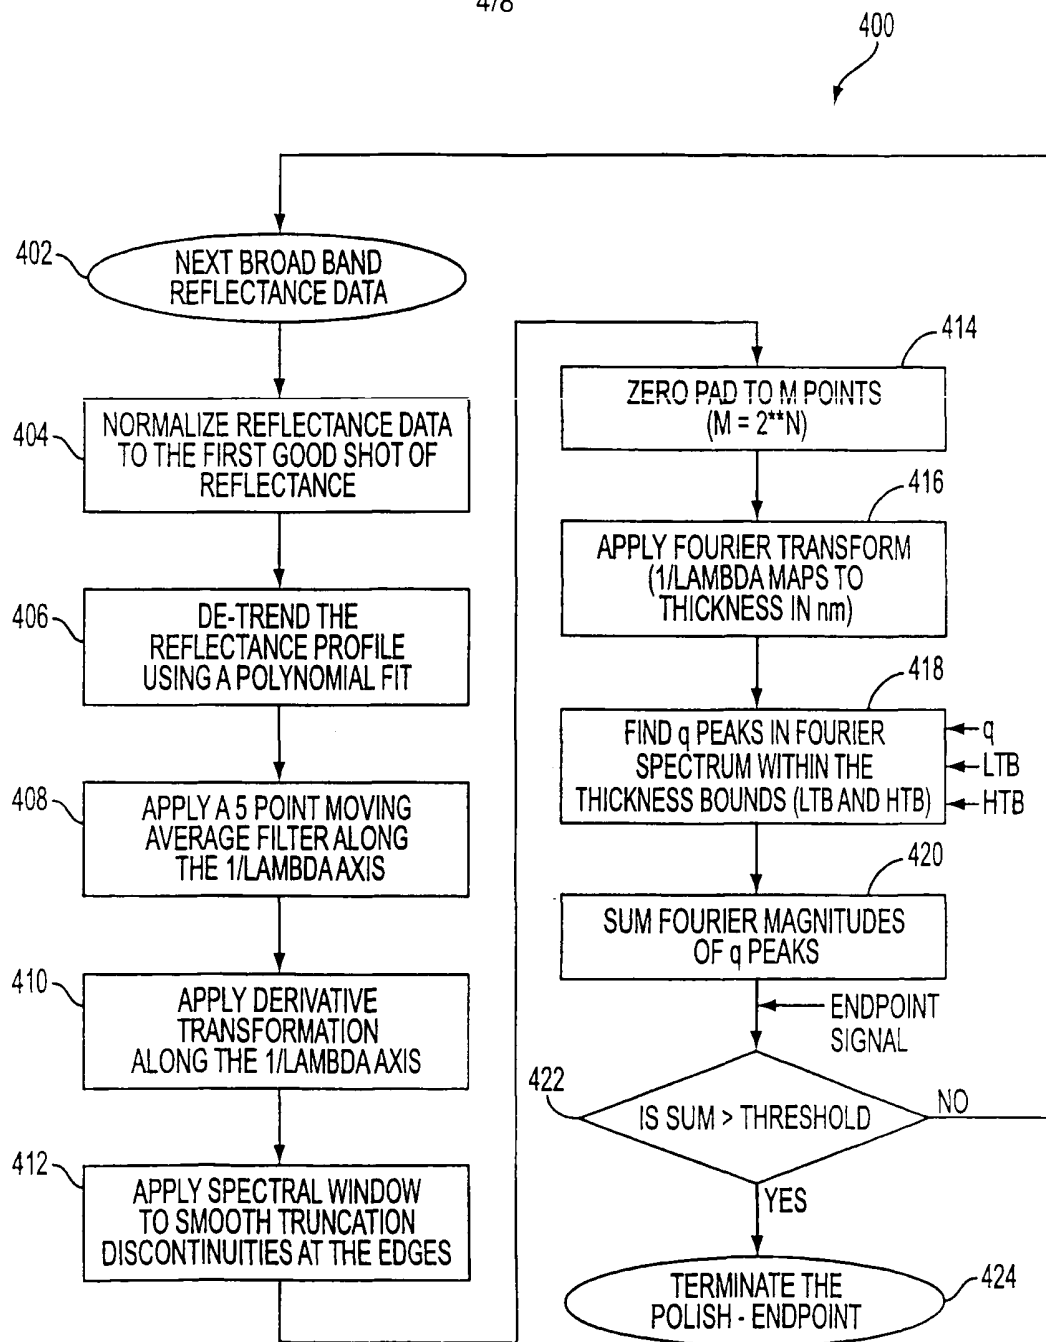 4/8
400
402
NEXT BROAD BAND
REFLECTANCE DATA
404
NORMALIZE REFLECTANCE DATA
TO THE FIRST GOOD SHOT OF
REFLECTANCE
406
DE-TREND THE
REFLECTANCE PROFILE
USING A POLYNOMIAL FIT
408
APPLY A 5 POINT MOVING
AVERAGE FILTER ALONG
THE 1/LAMBDA AXIS
410
APPLY DERIVATIVE
TRANSFORMATION
ALONG THE 1/LAMBDA AXIS
412
APPLY SPECTRAL WINDOW
TO SMOOTH TRUNCATION
DISCONTINUITIES AT THE EDGES
414
ZERO PAD TO M POINTS
(M = 2**N)
416
APPLY FOURIER TRANSFORM
(1/LAMBDA MAPS TO
THICKNESS IN nm)
418
FIND q PEAKS IN FOURIER
SPECTRUM WITHIN THE
THICKNESS BOUNDS (LTB AND HTB)
q
LTB
HTB
420
SUM FOURIER MAGNITUDES
OF q PEAKS
ENDPOINT
SIGNAL
422
IS SUM > THRESHOLD
NO
YES
TERMINATE THE
POLISH - ENDPOINT
424